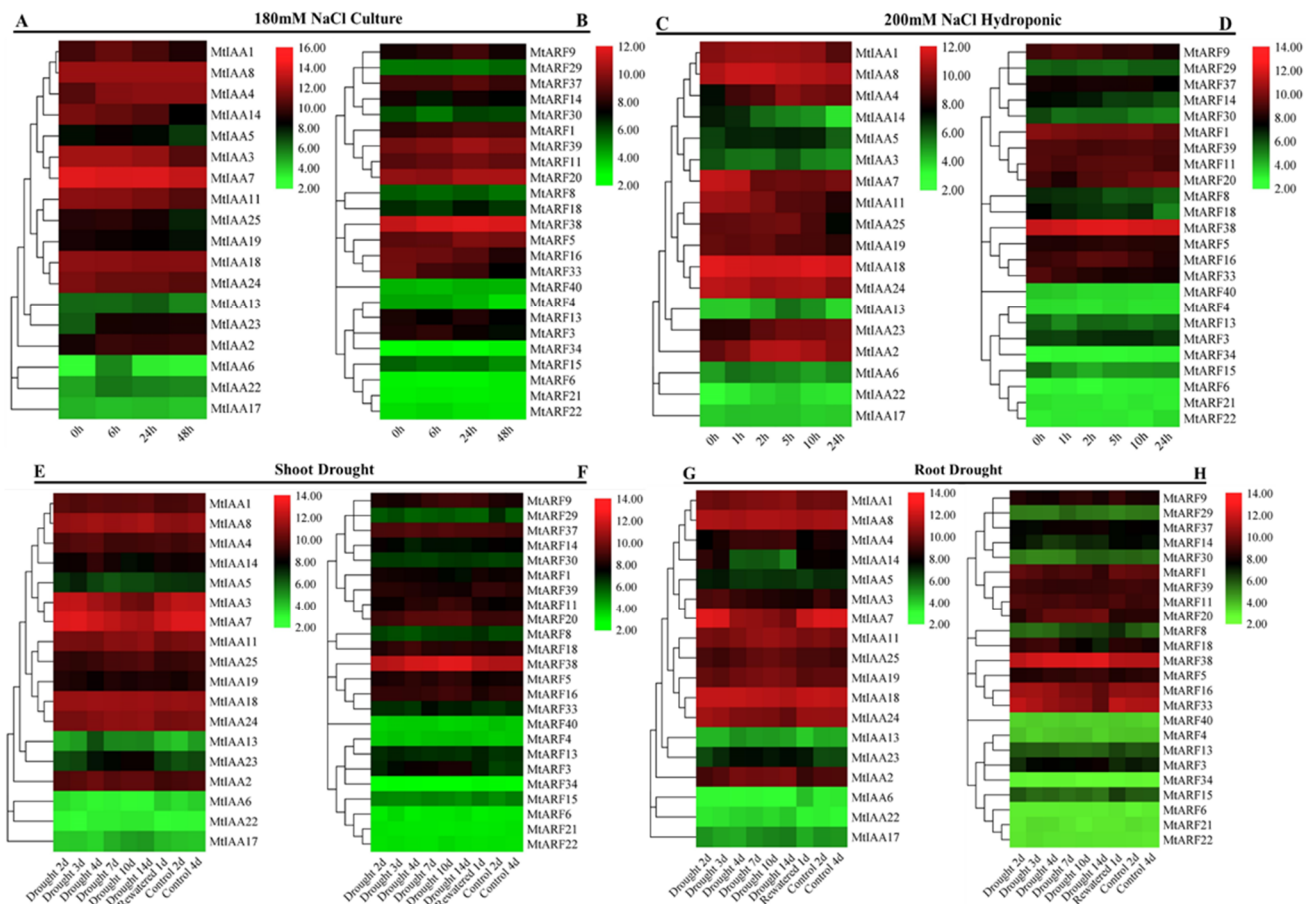 A 180mM NaCl Culture B
MtIAA1
MtIAA8
MtIAA4
MtIAA14
MtIAA5
MtIAA3
MtIAA7
MtIAA11
MtIAA25
MtIAA19
MtIAA18
MtIAA24
MtIAA13
MtIAA23
MtIAA2
MtIAA6
MtIAA22
MtIAA17
0h 6h 24h 48h
16.00
14.00
12.00
10.00
8.00
6.00
4.00
2.00
MtARF9
MtARF29
MtARF37
MtARF14
MtARF30
MtARF1
MtARF39
MtARF11
MtARF20
MtARF8
MtARF18
MtARF38
MtARF5
MtARF16
MtARF33
MtARF40
MtARF4
MtARF13
MtARF3
MtARF34
MtARF15
MtARF6
MtARF21
MtARF22
0h 6h 24h 48h
12.00
10.00
8.00
6.00
4.00
2.00
C 200mM NaCl Hydroponic D
MtIAA1
MtIAA8
MtIAA4
MtIAA14
MtIAA5
MtIAA3
MtIAA7
MtIAA11
MtIAA25
MtIAA19
MtIAA18
MtIAA24
MtIAA13
MtIAA23
MtIAA2
MtIAA6
MtIAA22
MtIAA17
0h 1h 2h 5h 10h 24h
12.00
10.00
8.00
6.00
4.00
2.00
MtARF9
MtARF29
MtARF37
MtARF14
MtARF30
MtARF1
MtARF39
MtARF11
MtARF20
MtARF8
MtARF18
MtARF38
MtARF5
MtARF16
MtARF33
MtARF40
MtARF4
MtARF13
MtARF3
MtARF34
MtARF15
MtARF6
MtARF21
MtARF22
0h 1h 2h 5h 10h 24h
14.00
12.00
10.00
8.00
6.00
4.00
2.00
E Shoot Drought F
MtIAA1
MtIAA8
MtIAA4
MtIAA14
MtIAA5
MtIAA3
MtIAA7
MtIAA11
MtIAA25
MtIAA19
MtIAA18
MtIAA24
MtIAA13
MtIAA23
MtIAA2
MtIAA6
MtIAA22
MtIAA17
Drought 2d
Drought 3d
Drought 4d
Drought 7d
Drought 10d
Drought 14d
Rewatered 1d
Control 2d
Control 4d
14.00
12.00
10.00
8.00
6.00
4.00
2.00
MtARF9
MtARF29
MtARF37
MtARF14
MtARF30
MtARF1
MtARF39
MtARF11
MtARF20
MtARF8
MtARF18
MtARF38
MtARF5
MtARF16
MtARF33
MtARF40
MtARF4
MtARF13
MtARF3
MtARF34
MtARF15
MtARF6
MtARF21
MtARF22
Drought 2d
Drought 3d
Drought 4d
Drought 7d
Drought 10d
Drought 14d
Rewatered 1d
Control 2d
Control 4d
14.00
12.00
10.00
8.00
6.00
4.00
2.00
G Root Drought H
MtIAA1
MtIAA8
MtIAA4
MtIAA14
MtIAA5
MtIAA3
MtIAA7
MtIAA11
MtIAA25
MtIAA19
MtIAA18
MtIAA24
MtIAA13
MtIAA23
MtIAA2
MtIAA6
MtIAA22
MtIAA17
Drought 2d
Drought 3d
Drought 4d
Drought 7d
Drought 10d
Drought 14d
Rewatered 1d
Control 2d
Control 4d
14.00
12.00
10.00
8.00
6.00
4.00
2.00
MtARF9
MtARF29
MtARF37
MtARF14
MtARF30
MtARF1
MtARF39
MtARF11
MtARF20
MtARF8
MtARF18
MtARF38
MtARF5
MtARF16
MtARF33
MtARF40
MtARF4
MtARF13
MtARF3
MtARF34
MtARF15
MtARF6
MtARF21
MtARF22
Drought 2d
Drought 3d
Drought 4d
Drought 7d
Drought 10d
Drought 14d
Rewatered 1d
Control 2d
Control 4d
14.00
12.00
10.00
8.00
6.00
4.00
2.00